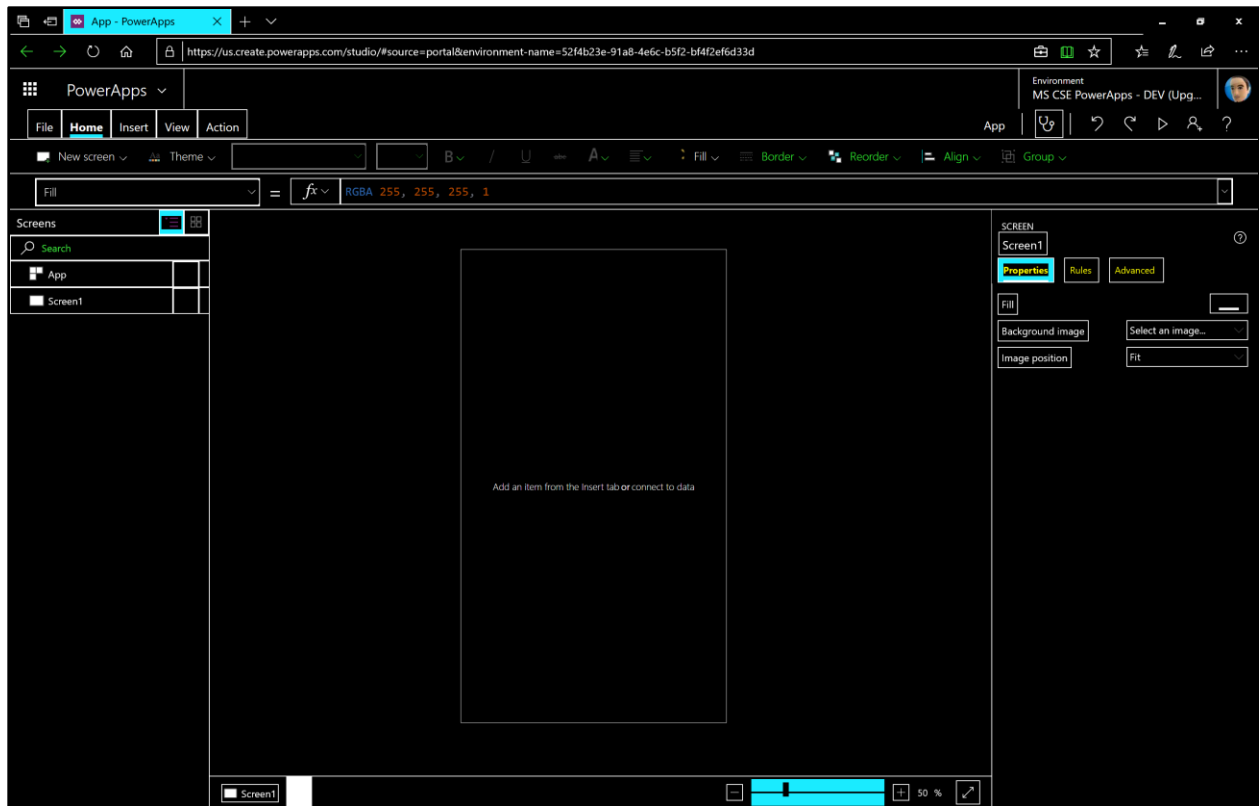 App - PowerApps
https://us.create.powerapps.com/studio/#source=portal&environment-name=52f4b23e-91a8-4e6c-b5f2-bf4f2ef6d33d
PowerApps
Environment
MS CSE PowerApps - DEV (Upg...
File Home Insert View Action
App
New screen Theme B / U A Fill Border Reorder Align Group
Fill = fx RGBA 255, 255, 255, 1
Screens
Search
App
Screen1
Add an item from the Insert tab or connect to data
SCREEN
Screen1
Properties Rules Advanced
Fill
Background image Select an image...
Image position Fit
Screen1
50 %